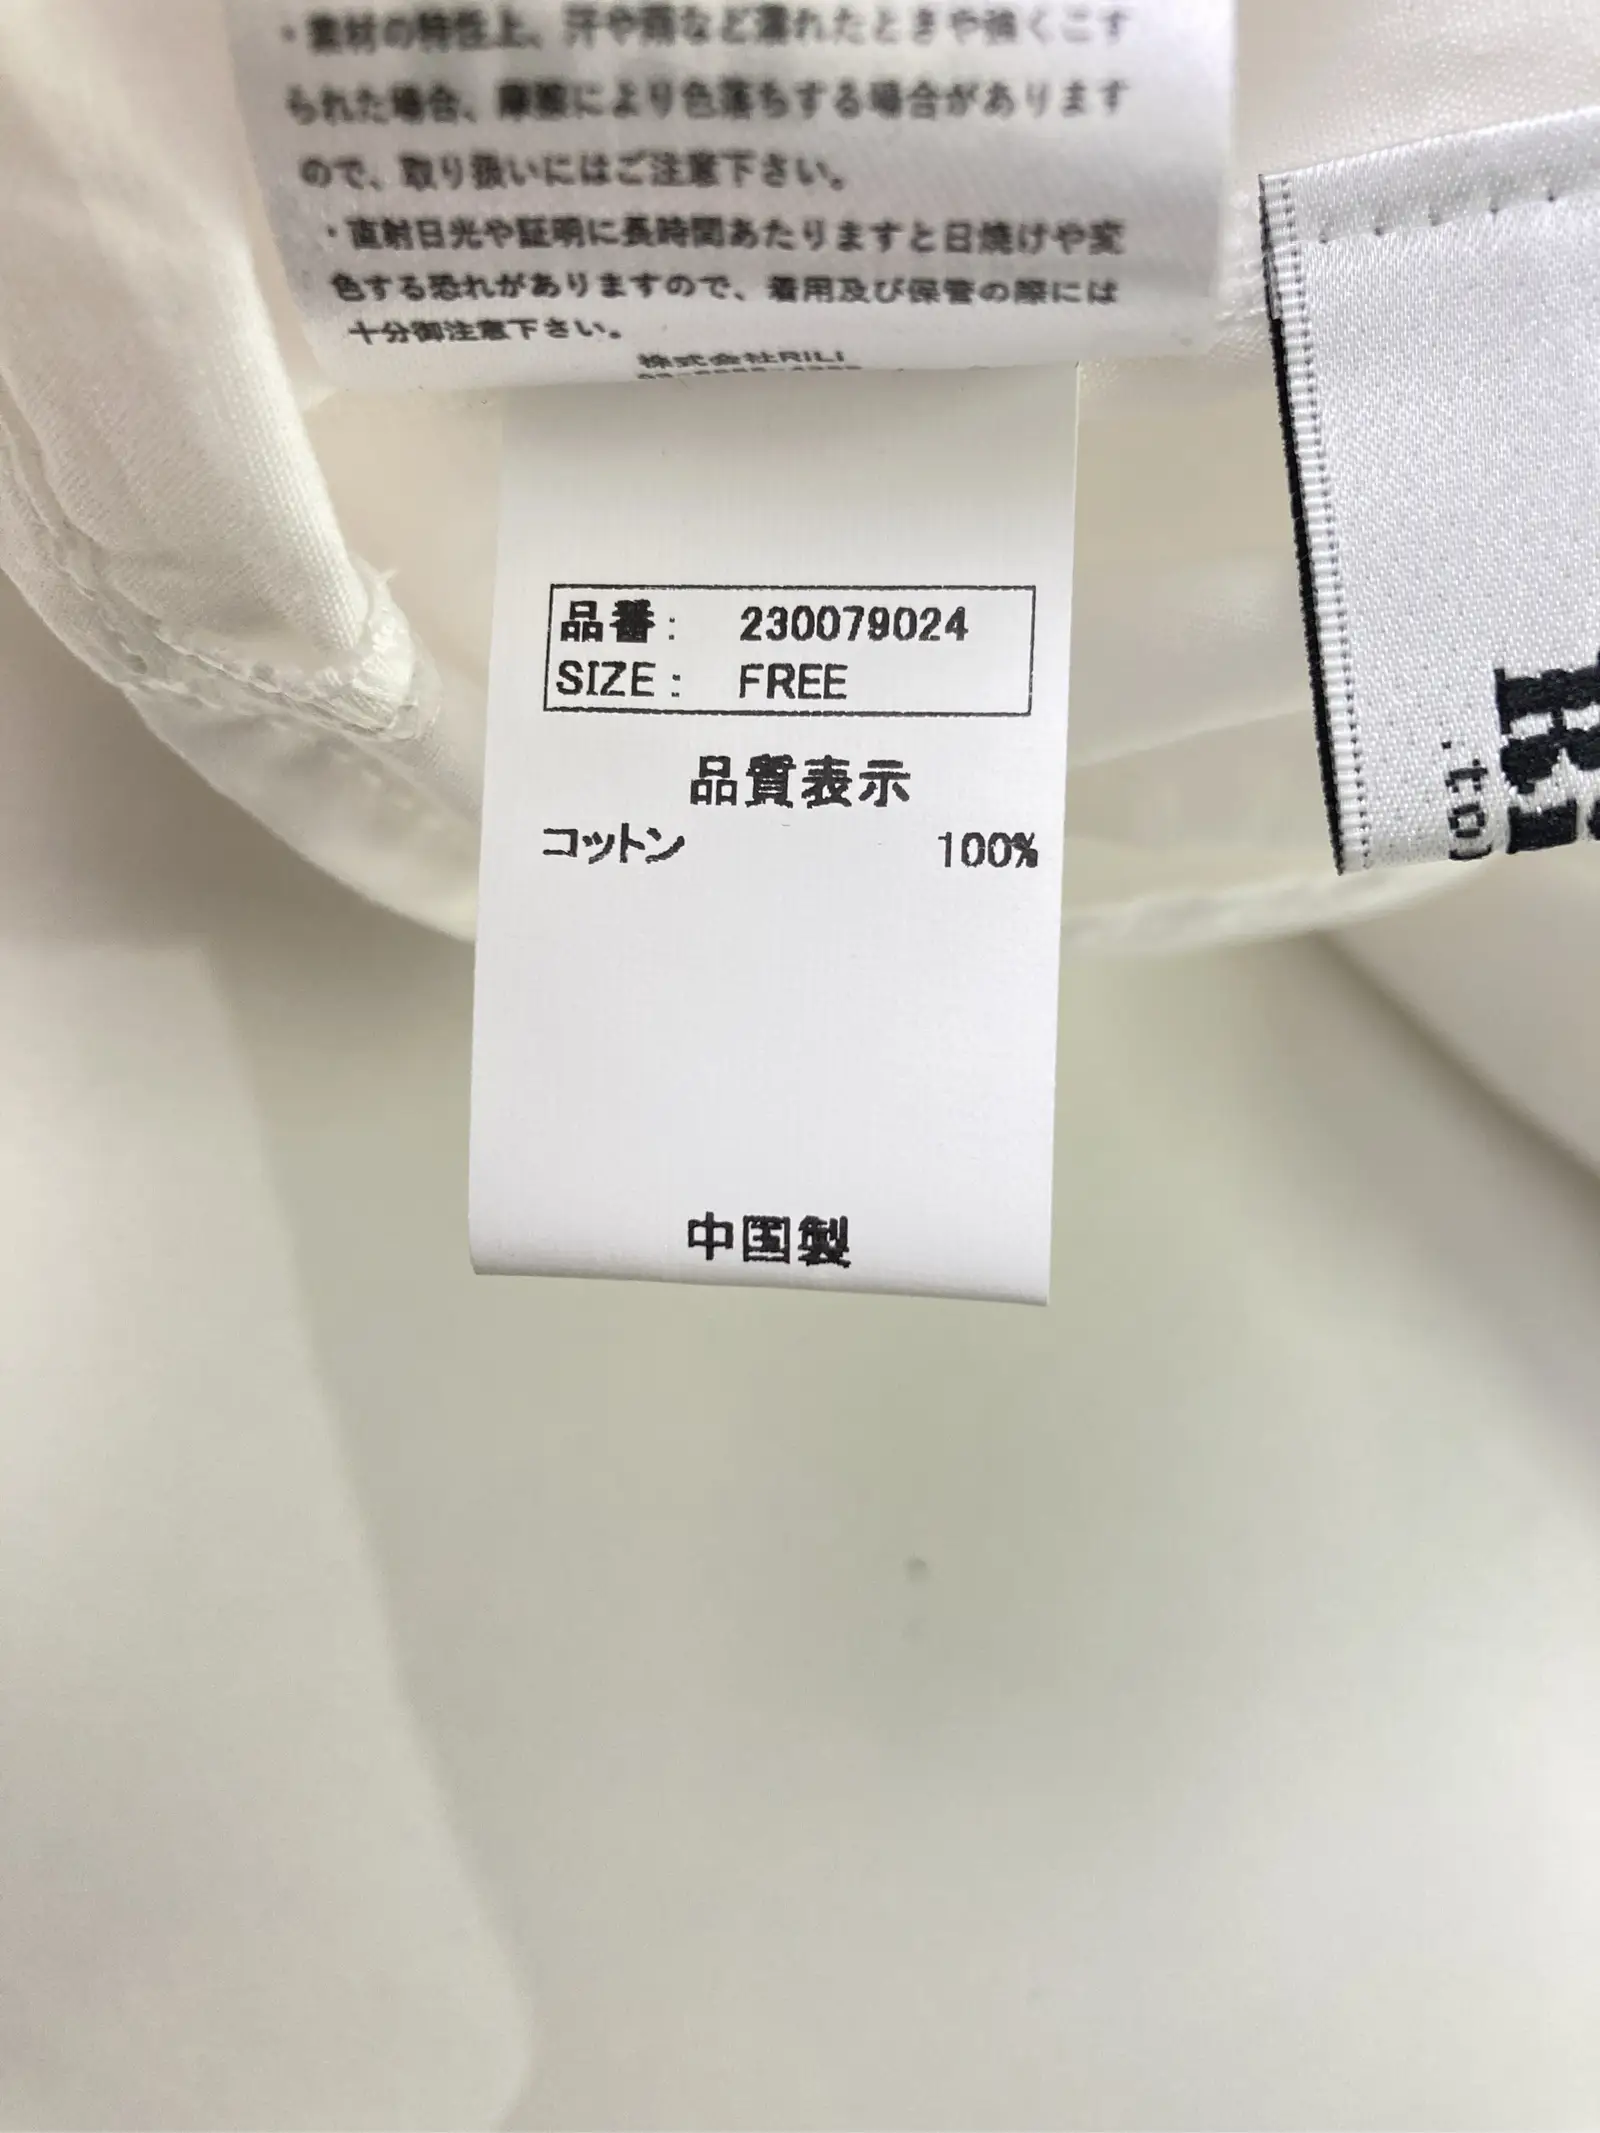 ・素材の特性上、汗や雨など濡れたときや強くこす
られた場合、摩擦により色落ちする場合があります
ので、取り扱いにはご注意下さい。
・直射日光や証明に長時間あたりますと日焼けや変
色する恐れがありますので、着用及び保管の際には
十分御注意下さい。
株式会社RILI
品番: 230079024
SIZE: FREE
品質表示
コットン 100%
中国製
.to)